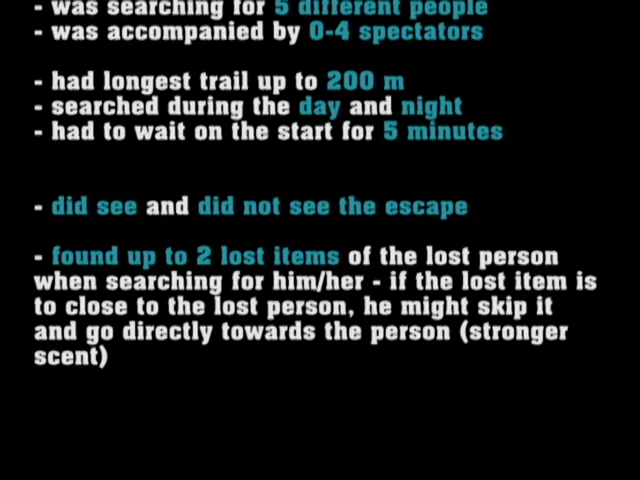 - was searching for 5 different people
- was accompanied by 0-4 spectators
- had longest trail up to 200 m
- searched during the day and night
- had to wait on the start for 5 minutes
- did see and did not see the escape
- found up to 2 lost items of the lost person
when searching for him/her - if the lost item is
to close to the lost person, he might skip it
and go directly towards the person (stronger
scent)